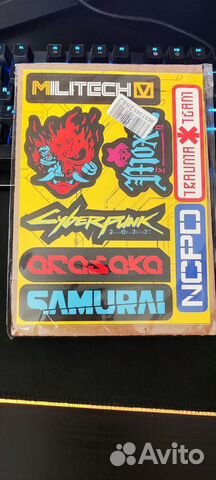 MILITECH
TRAUMA TEAM
CYBERPUNK
2077
NCPD
arasaka
SAMURAI
Avito